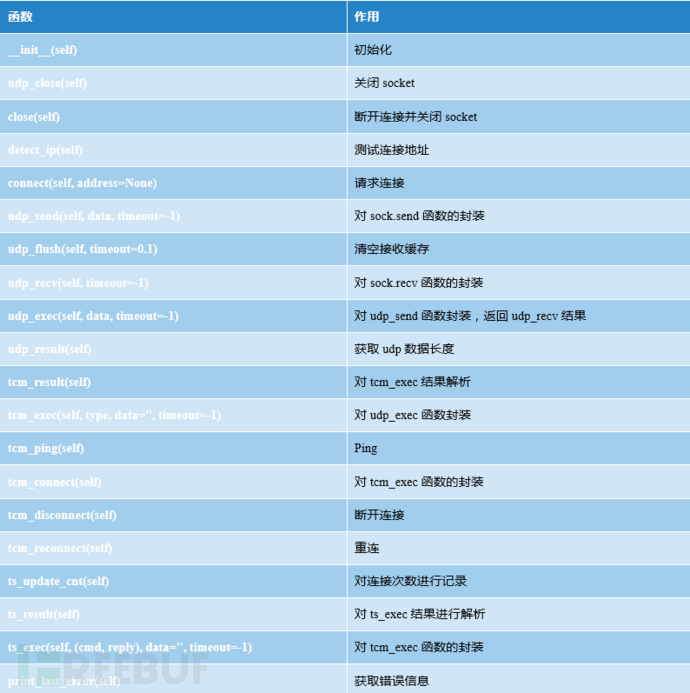 函数 作用
__init__(self) 初始化
udp_close(self) 关闭 socket
close(self) 断开连接并关闭 socket
detect_ip(self) 测试连接地址
connect(self, address=None) 请求连接
udp_send(self, data, timeout=-1) 对 sock.send 函数的封装
udp_flush(self, timeout=0.1) 清空接收缓存
udp_recv(self, timeout=-1) 对 sock.recv 函数的封装
udp_exec(self, data, timeout=-1) 对 udp_send 函数封装，返回 udp_recv 结果
udp_result(self) 获取 udp 数据长度
tcm_result(self) 对 tcm_exec 结果解析
tcm_exec(self, type, data='', timeout=-1) 对 udp_exec 函数封装
tcm_ping(self) Ping
tcm_connect(self) 对 tcm_exec 函数的封装
tcm_disconnect(self) 断开连接
tcm_reconnect(self) 重连
ts_update_cnt(self) 对连接次数进行记录
ts_result(self) 对 ts_exec 结果进行解析
ts_exec(self, (cmd, reply), data='', timeout=-1) 对 tcm_exec 函数的封装
FREEBUF
print_last_error(self) 获取错误信息